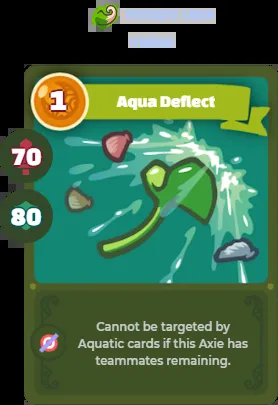 1
Aqua Deflect
70
80
Cannot be targeted by
Aquatic cards if this Axie has
teammates remaining.